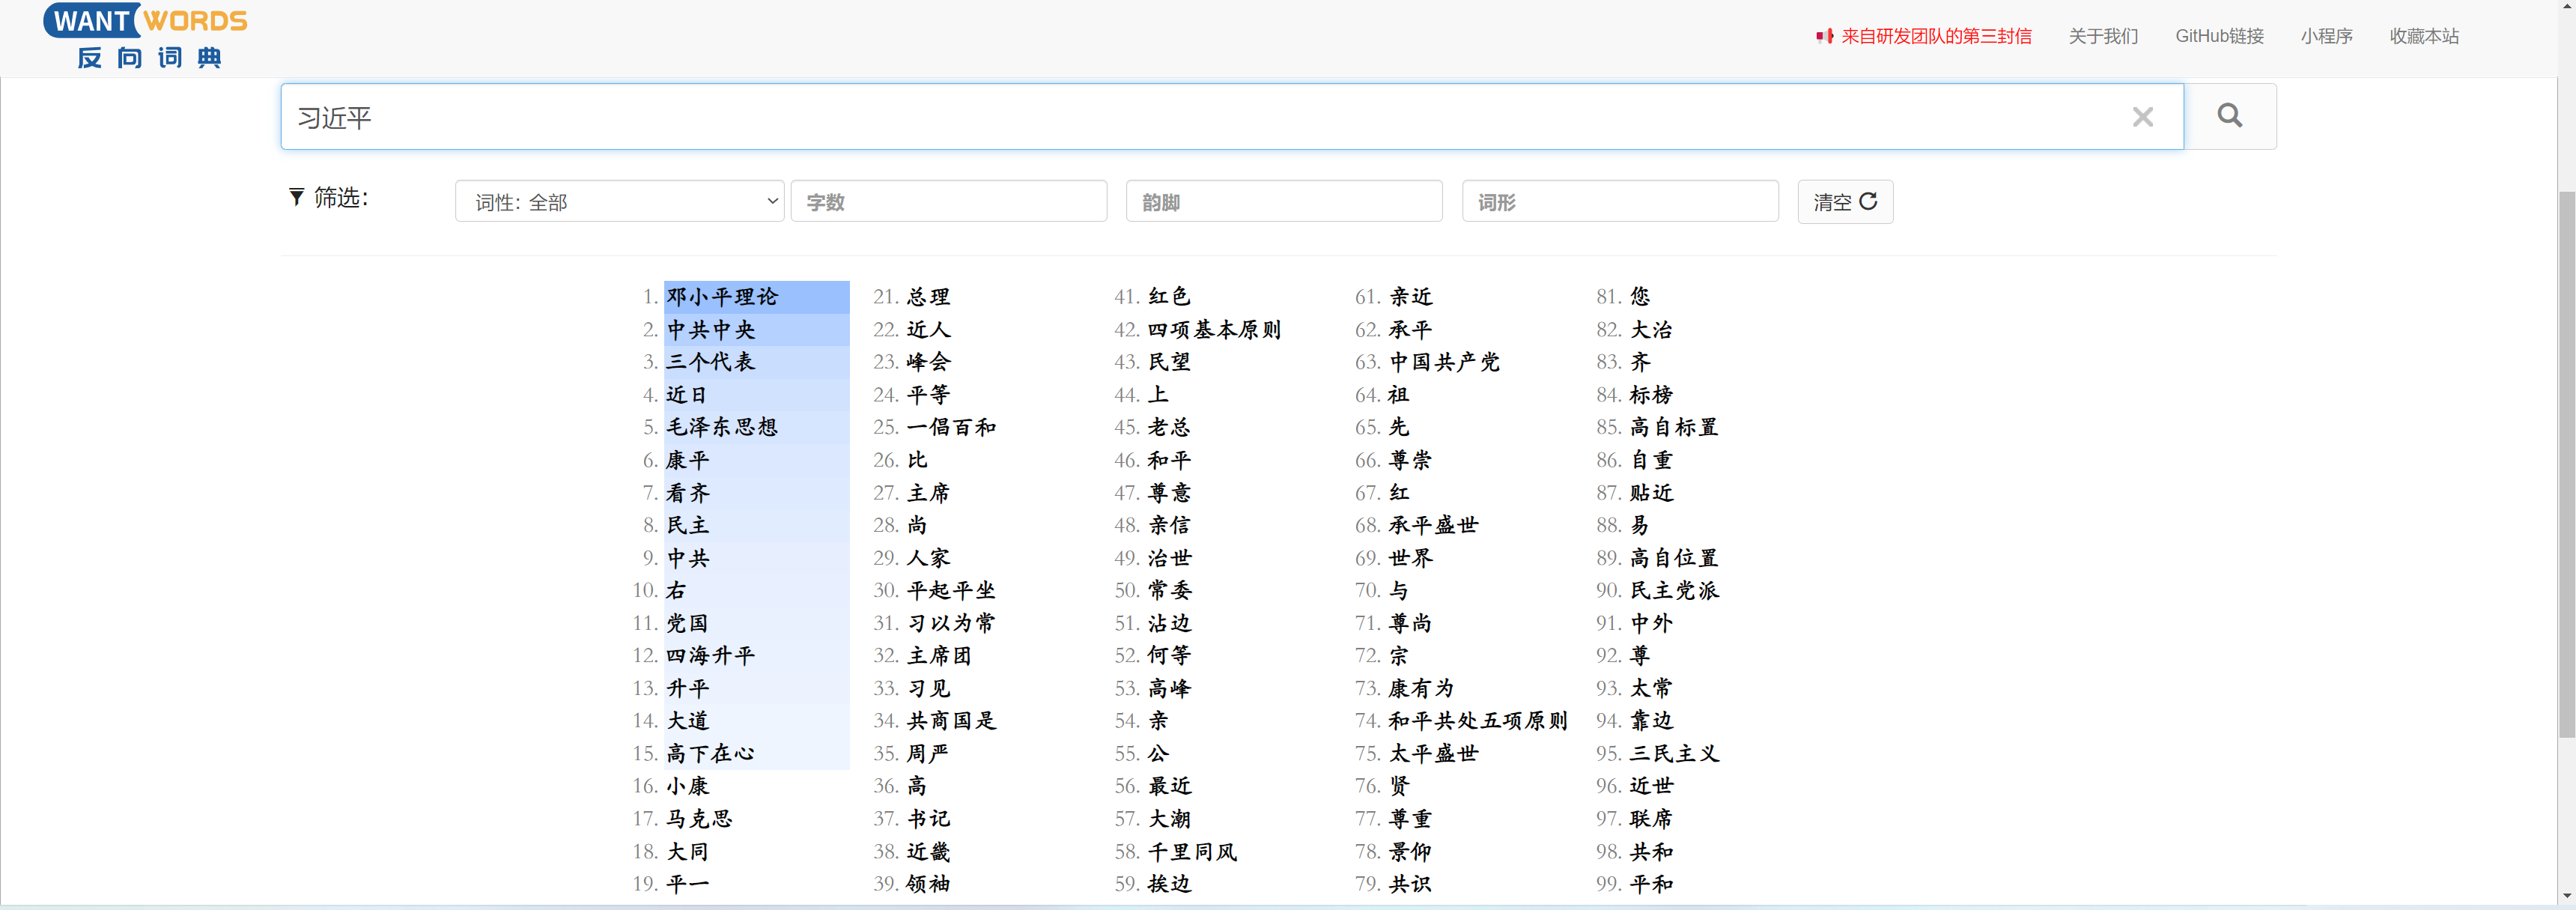 WANT WORDS
反向词典
来自研发团队的第三封信 关于我们 GitHub链接 小程序 收藏本站
习近平
筛选：
词性：全部
字数
韵脚
词形
清空
1. 邓小平理论
2. 中共中央
3. 三个代表
4. 近日
5. 毛泽东思想
6. 康平
7. 看齐
8. 民主
9. 中共
10. 右
11. 党国
12. 四海升平
13. 升平
14. 大道
15. 高下在心
16. 小康
17. 马克思
18. 大同
19. 平一
21. 总理
22. 近人
23. 峰会
24. 平等
25. 一倡百和
26. 比
27. 主席
28. 尚
29. 人家
30. 平起平坐
31. 习以为常
32. 主席团
33. 习见
34. 共商国是
35. 周严
36. 高
37. 书记
38. 近畿
39. 领袖
41. 红色
42. 四项基本原则
43. 民望
44. 上
45. 老总
46. 和平
47. 尊意
48. 亲信
49. 治世
50. 常委
51. 沾边
52. 何等
53. 高峰
54. 亲
55. 公
56. 最近
57. 大潮
58. 千里同风
59. 挨边
61. 亲近
62. 承平
63. 中国共产党
64. 祖
65. 先
66. 尊崇
67. 红
68. 承平盛世
69. 世界
70. 与
71. 尊尚
72. 宗
73. 康有为
74. 和平共处五项原则
75. 太平盛世
76. 贤
77. 尊重
78. 景仰
79. 共识
81. 您
82. 大治
83. 齐
84. 标榜
85. 高自标置
86. 自重
87. 贴近
88. 易
89. 高自位置
90. 民主党派
91. 中外
92. 尊
93. 太常
94. 靠边
95. 三民主义
96. 近世
97. 联席
98. 共和
99. 平和